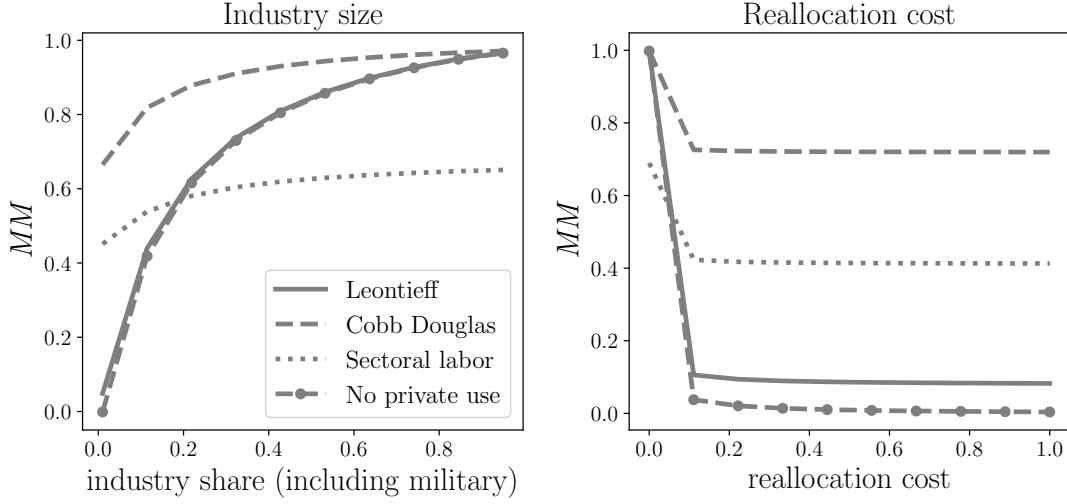 Industry size
Reallocation cost
MM
1.0
0.8
0.6
0.4
0.2
0.0
0.0 0.2 0.4 0.6 0.8
industry share (including military)
Leontieff
Cobb Douglas
Sectoral labor
No private use
MM
1.0
0.8
0.6
0.4
0.2
0.0
0.0 0.2 0.4 0.6 0.8 1.0
reallocation cost